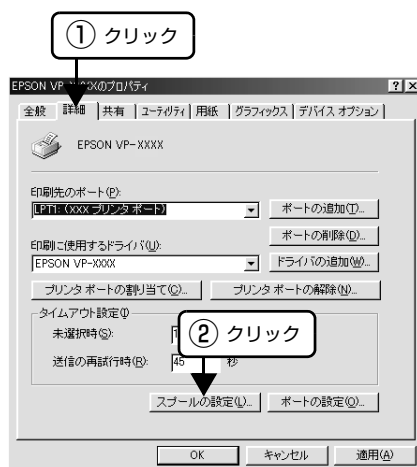 ① クリック
EPSON VP-XXXXのプロパティ
全般 詳細 共有 ユーティリティ 用紙 グラフィックス デバイス オプション
EPSON VP-XXXX
印刷先のポート(P):
LPT1: (XXX プリンタ ポート)
ポートの追加(T)...
ポートの削除(D)...
印刷に使用するドライバ(U):
EPSON VP-XXXX
ドライバの追加(W)...
プリンタ ポートの割り当て(C)...
プリンタ ポートの解除(N)...
タイムアウト設定
未選択時(S):
② クリック
送信の再試行時(R): 45 秒
スプールの設定(L)...
ポートの設定(O)...
OK キャンセル 適用(A)